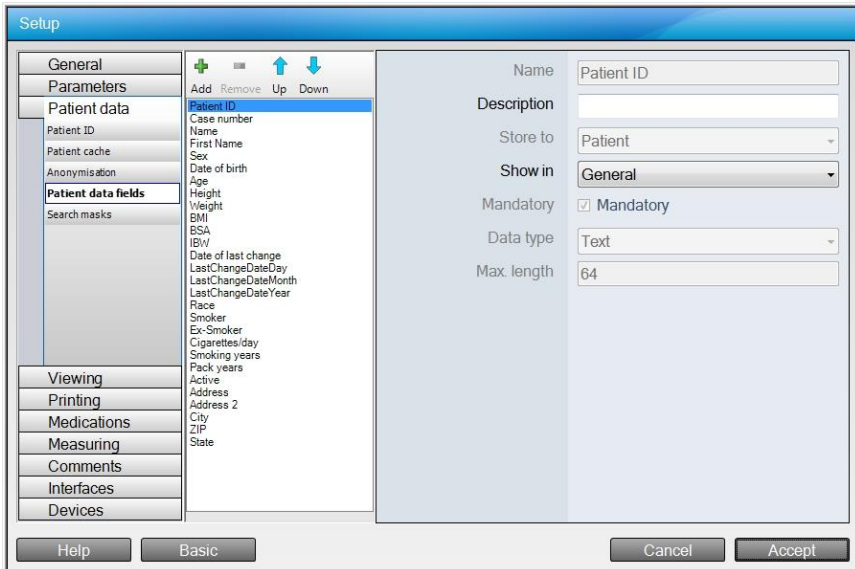 Setup
General
Parameters
Patient data
Patient ID
Patient cache
Anonymisation
Patient data fields
Search masks
Viewing
Printing
Medications
Measuring
Comments
Interfaces
Devices
Add Remove Up Down
Patient ID
Case number
Name
First Name
Sex
Date of birth
Age
Height
Weight
BMI
BSA
IBW
Date of last change
LastChangeDateDay
LastChangeDateMonth
LastChangeDateYear
Race
Smoker
Ex-Smoker
Cigarettes/day
Smoking years
Pack years
Active
Address
Address 2
City
ZIP
State
Name Patient ID
Description
Store to Patient
Show in General
Mandatory Mandatory
Data type Text
Max. length 64
Help Basic Cancel Accept